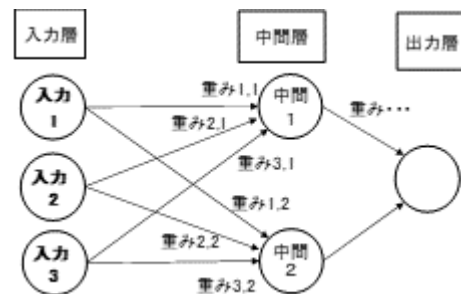 入力層
中間層
出力層
入力
1
重み1,1
中間
1
重み・・・
重み2,1
入力
2
重み3,1
重み1,2
重み2,2
入力
3
中間
2
重み3,2